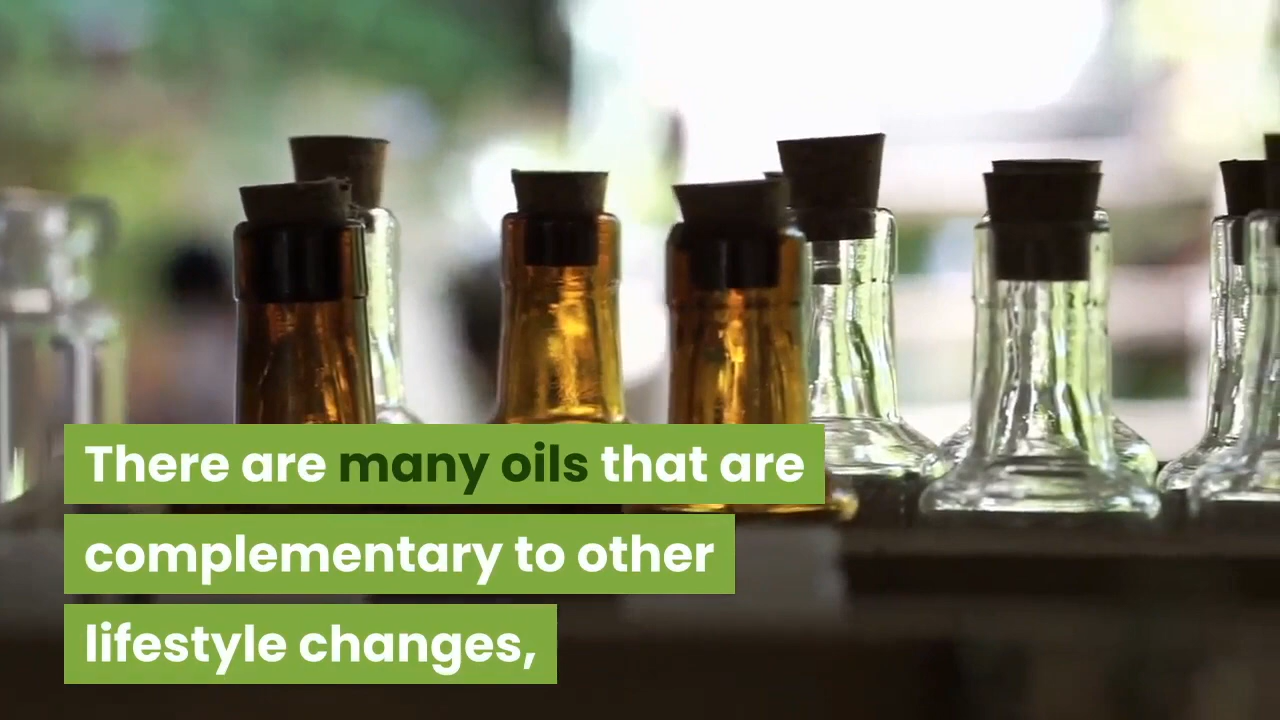 There are many oils that are
complementary to other
lifestyle changes,